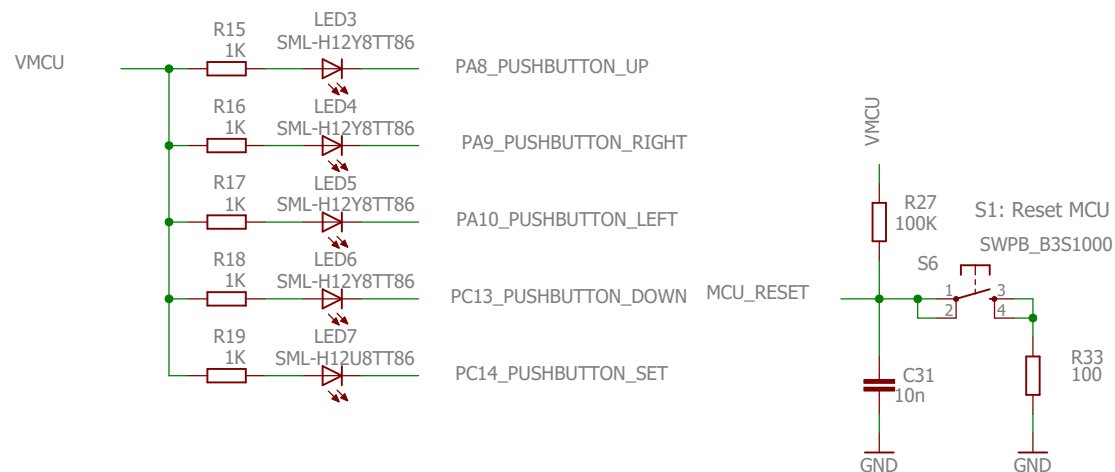 VMCU
R15
1K
LED3
SML-H12Y8TT86
PA8_PUSHBUTTON_UP
R16
1K
LED4
SML-H12Y8TT86
PA9_PUSHBUTTON_RIGHT
R17
1K
LED5
SML-H12Y8TT86
PA10_PUSHBUTTON_LEFT
R18
1K
LED6
SML-H12Y8TT86
PC13_PUSHBUTTON_DOWN
R19
1K
LED7
SML-H12U8TT86
PC14_PUSHBUTTON_SET
VMCU
R27
100K
S1: Reset MCU
SWPB_B3S1000
S6
MCU_RESET
1
2
3
4
C31
10n
R33
100
GND
GND